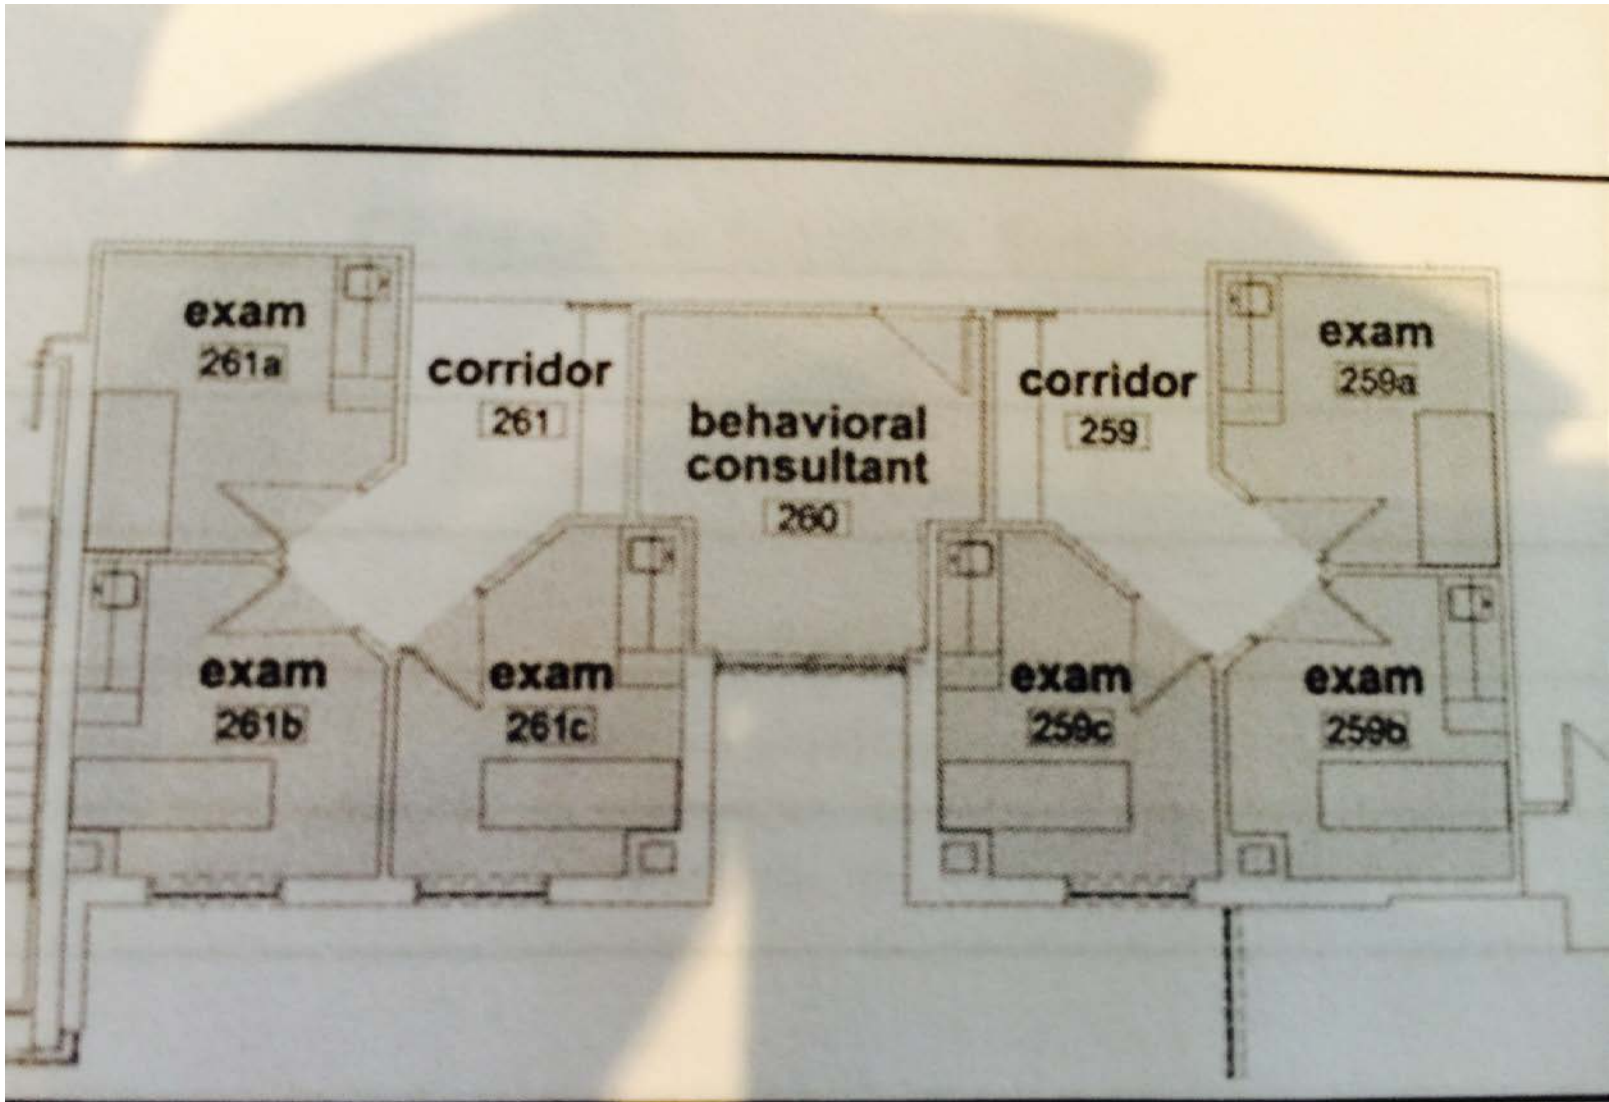 exam
261a
corridor
261
behavioral
consultant
260
corridor
259
exam
259a
exam
261b
exam
261c
exam
259c
exam
259b